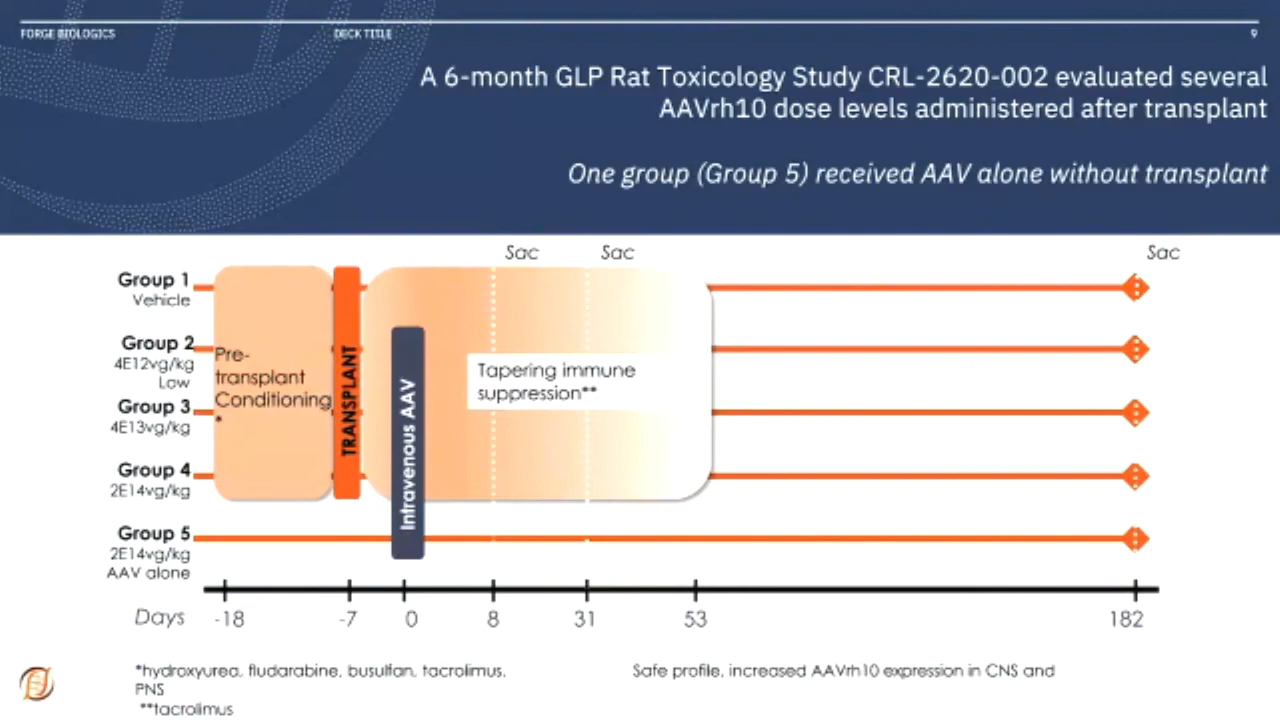 FORGE BIOLOGICS
DECK TITLE
9
A 6-month GLP Rat Toxicology Study CRL-2620-002 evaluated several
AAVrh10 dose levels administered after transplant
One group (Group 5) received AAV alone without transplant
Sac
Sac
Sac
Group 1
Vehicle
Group 2
4E12vg/kg
Low
Group 3
4E13vg/kg
Group 4
2E14vg/kg
Group 5
2E14vg/kg
AAV alone
Pre-
transplant
Conditioning
*
TRANSPLANT
Intravenous AAV
Tapering immune
suppression**
Days
-18
-7
0
8
31
53
182
*hydroxyurea, fludarabine, busulfan, tacrolimus, Safe profile, increased AAVrh10 expression in CNS and
PNS
**tacrolimus